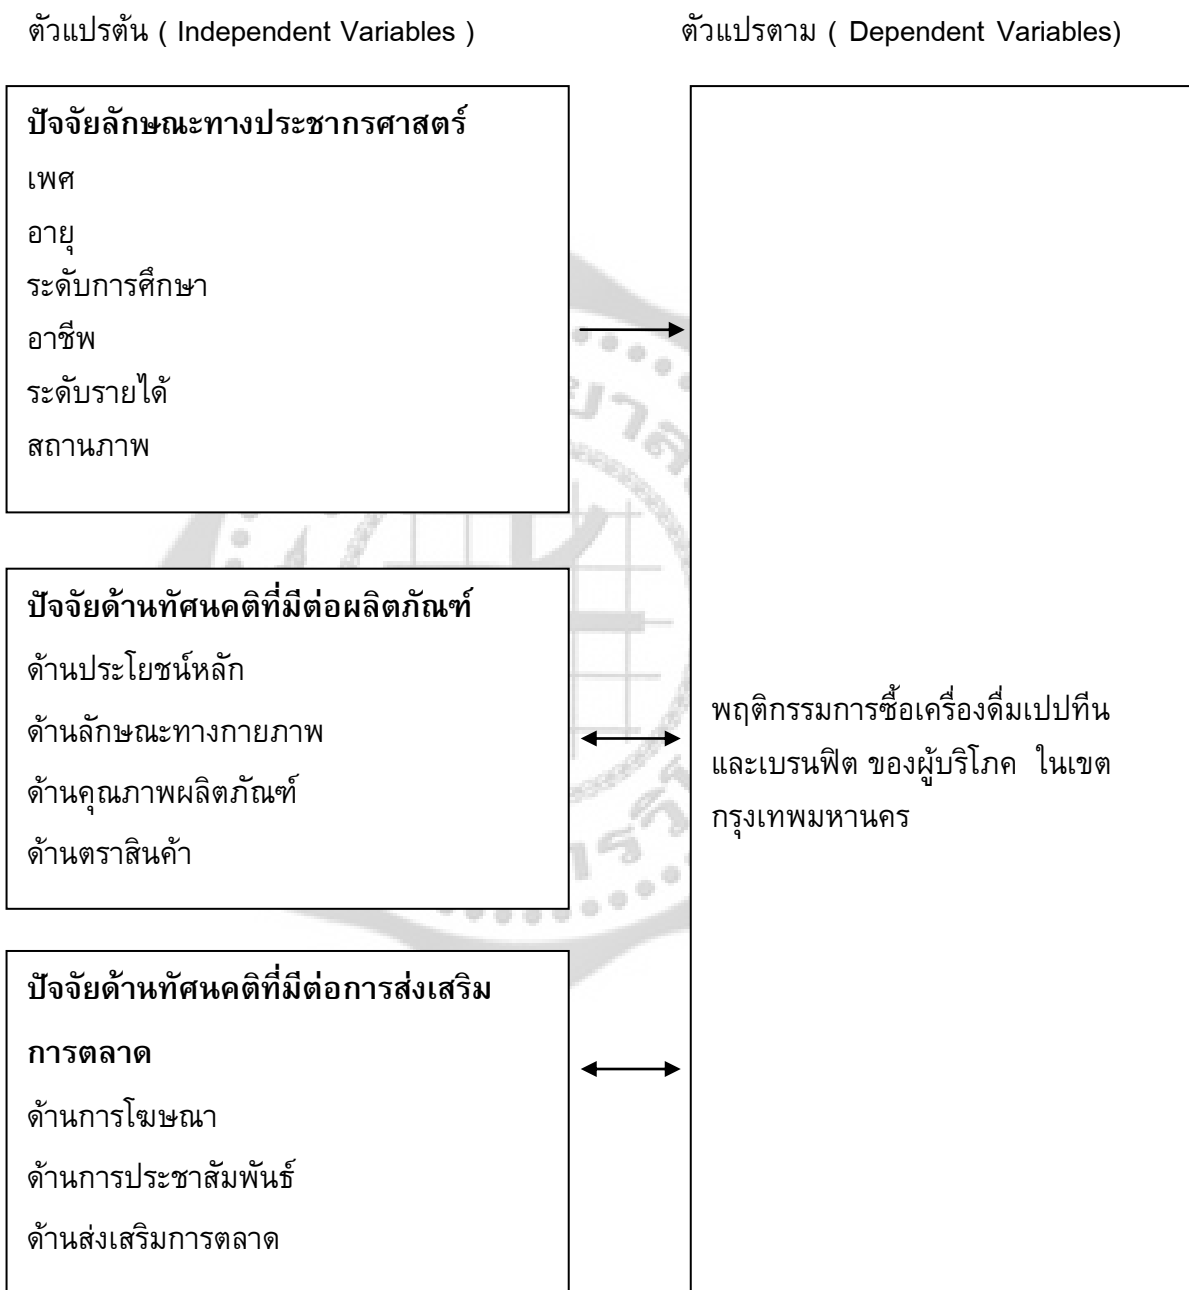 ตัวแปรต้น ( Independent Variables )
ตัวแปรตาม ( Dependent Variables)
ปัจจัยลักษณะทางประชากรศาสตร์
เพศ
อายุ
ระดับการศึกษา
อาชีพ
ระดับรายได้
สถานภาพ
ปัจจัยด้านทัศนคติที่มีต่อผลิตภัณฑ์
ด้านประโยชน์หลัก
ด้านลักษณะทางกายภาพ
ด้านคุณภาพผลิตภัณฑ์
ด้านตราสินค้า
ปัจจัยด้านทัศนคติที่มีต่อการส่งเสริม
การตลาด
ด้านการโฆษณา
ด้านการประชาสัมพันธ์
ด้านส่งเสริมการตลาด
พฤติกรรมการซื้อเครื่องดื่มเปปทีน
และเบรนฟิต ของผู้บริโภค ในเขต
กรุงเทพมหานคร